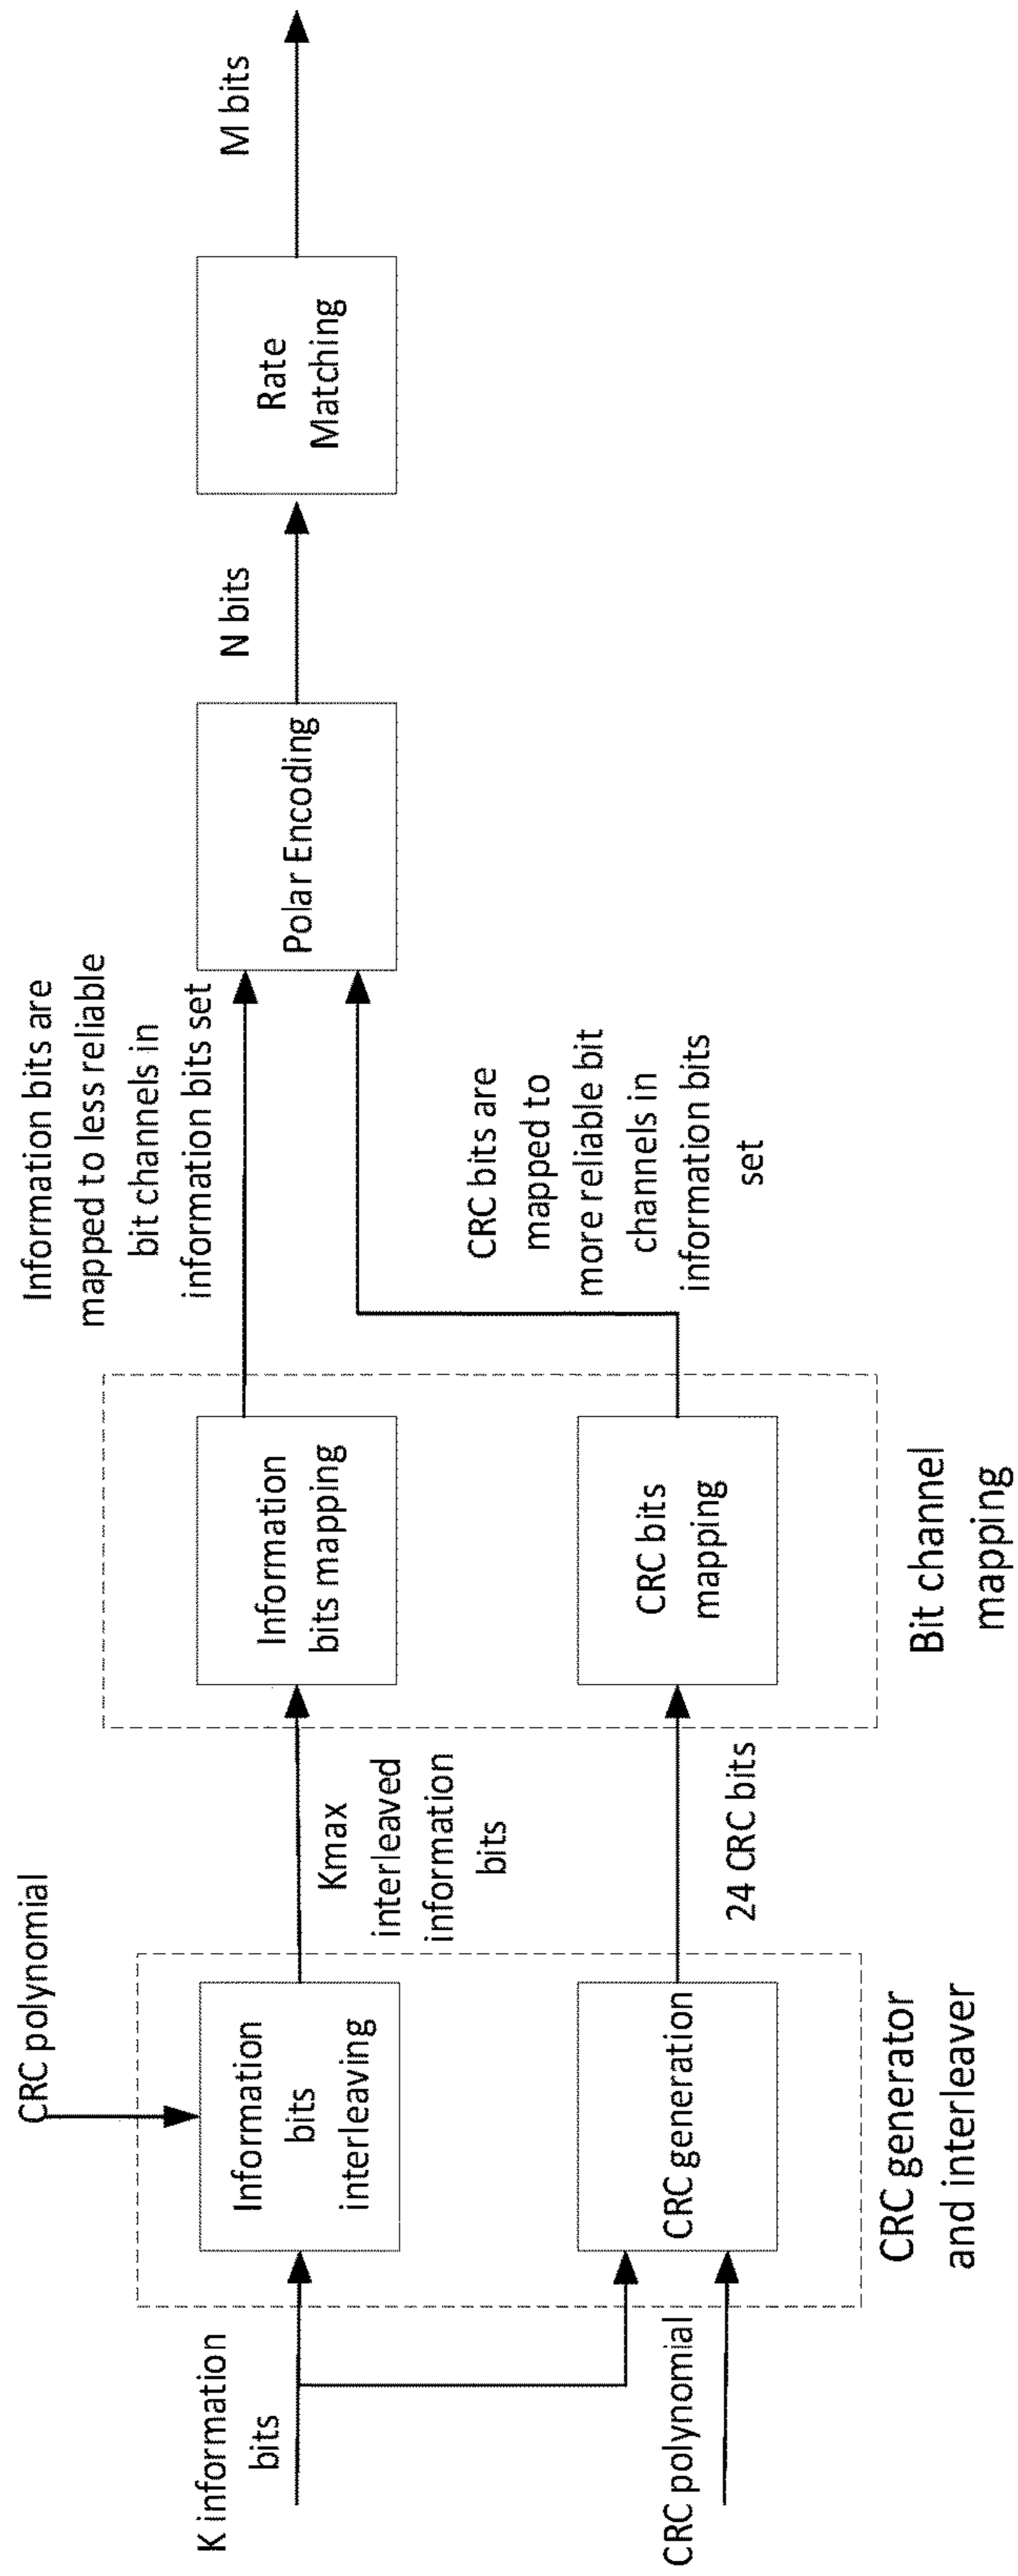 K information
bits
CRC polynomial
CRC polynomial
Information
bits
interleaving
CRC generation
CRC generator
and interleaver
Kmax
interleaved
information
bits
24 CRC bits
Information
bits mapping
CRC bits
mapping
Bit channel
mapping
Information bits are
mapped to less reliable
bit channels in
information bits set
CRC bits are
mapped to
more reliable bit
channels in
information bits
set
Polar Encoding
N bits
Rate
Matching
M bits